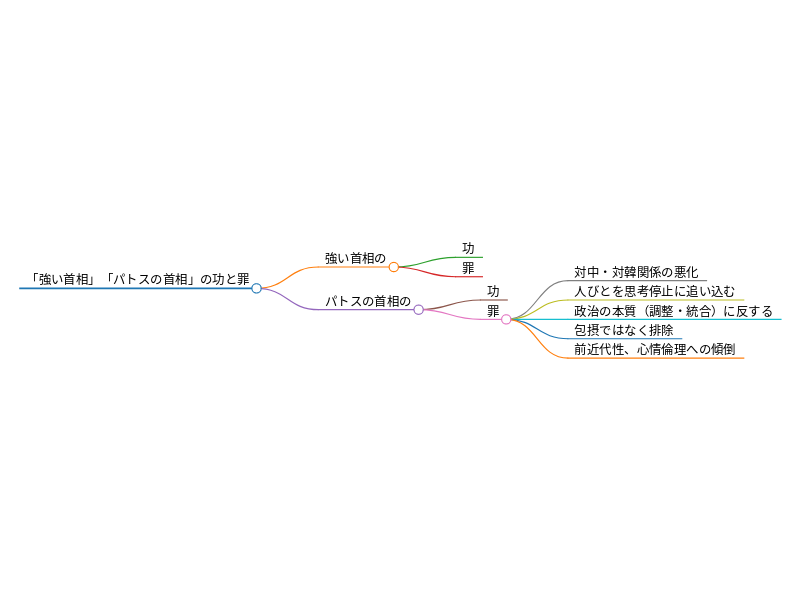 「強い首相」「パトスの首相」の功と罪
強い首相の
功
罪
パトスの首相の
功
罪
対中・対韓関係の悪化
人びとを思考停止に追い込む
政治の本質（調整・統合）に反する
包摂ではなく排除
前近代性、心情倫理への傾倒